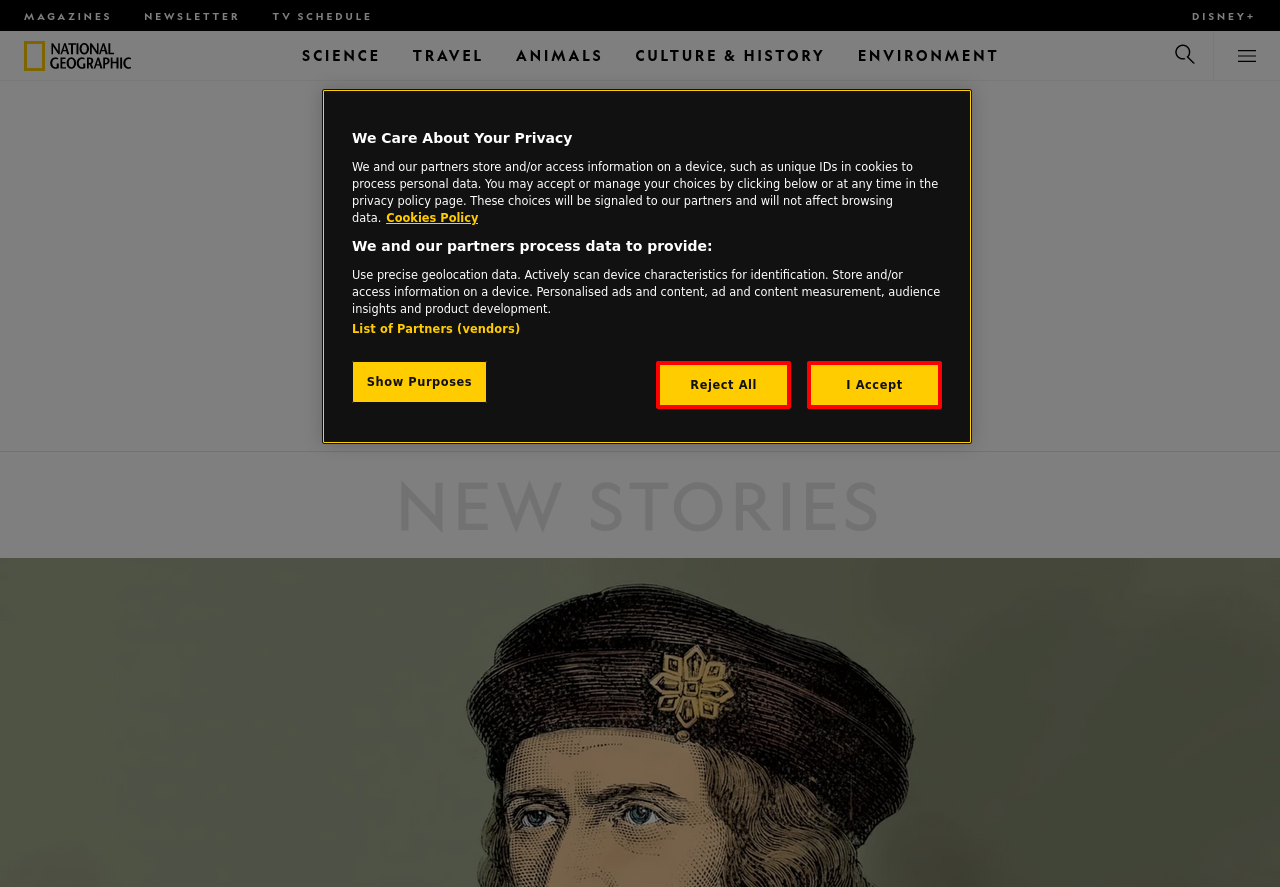 MAGAZINES NEWSLETTER TV SCHEDULE DISNEY+
NATIONAL GEOGRAPHIC SCIENCE TRAVEL ANIMALS CULTURE & HISTORY ENVIRONMENT
We Care About Your Privacy
We and our partners store and/or access information on a device, such as unique IDs in cookies to
process personal data. You may accept or manage your choices by clicking below or at any time in the
privacy policy page. These choices will be signaled to our partners and will not affect browsing
data. Cookies Policy
We and our partners process data to provide:
Use precise geolocation data. Actively scan device characteristics for identification. Store and/or
access information on a device. Personalised ads and content, ad and content measurement, audience
insights and product development.
List of Partners (vendors)
Show Purposes Reject All I Accept
NEW STORIES